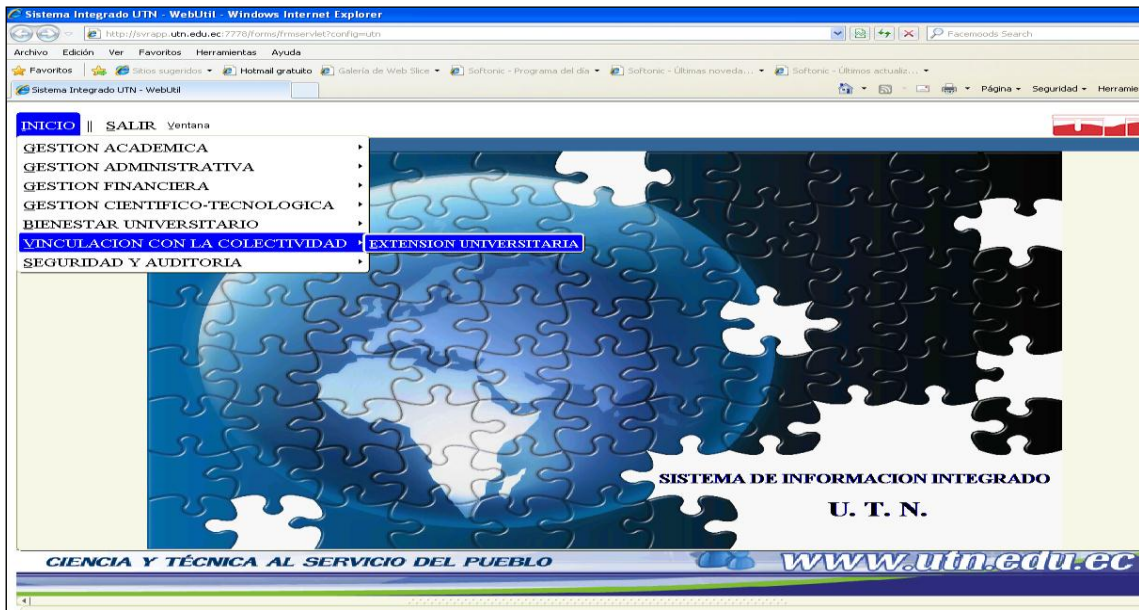 Sistema Integrado UTN - WebUtil - Windows Internet Explorer
http://svrapp.utn.edu.ec:7778/forms/frmservlet?config=utn
Facemoods Search
Archivo Edición Ver Favoritos Herramientas Ayuda
Favoritos Sitios sugeridos Hotmail gratuito Galería de Web Slice Softonic - Programa del día Softonic - Últimas noveda... Softonic - Últimos actualiz...
Sistema Integrado UTN - WebUtil Página Seguridad Herramie
INICIO || SALIR Ventana
GESTION ACADEMICA
GESTION ADMINISTRATIVA
GESTION FINANCIERA
GESTION CIENTIFICO-TECNOLOGICA
BIENESTAR UNIVERSITARIO
VINCULACION CON LA COLECTIVIDAD EXTENSION UNIVERSITARIA
SEGURIDAD Y AUDITORIA
SISTEMA DE INFORMACION INTEGRADO
U. T. N.
CIENCIA Y TÉCNICA AL SERVICIO DEL PUEBLO www.utn.edu.ec